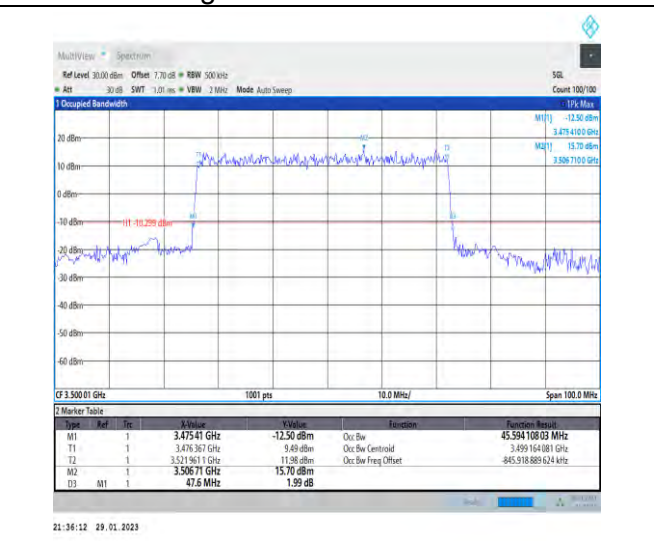 MultiView Spectrum
Ref Level 30.00 dBm Offset 7.70 dB RBW 500 kHz SGL
Att 30 dB SWT 1.01 ms VBW 2 MHz Mode Auto Sweep Count 100/100
1 Occupied Bandwidth 1Pk Max
M1[1] -12.50 dBm
3.475 410 0 GHz
M2[1] 15.70 dBm
3.506 710 0 GHz
20 dBm
10 dBm
0 dBm
-10 dBm
H1 -10.299 dBm
-20 dBm
-30 dBm
-40 dBm
-50 dBm
-60 dBm
M2
T1
T2
M1
D3
CF 3.500 01 GHz 1001 pts 10.0 MHz/ Span 100.0 MHz
2 Marker Table
Type Ref Trc X-Value Y-Value Function Function Result
M1 1 3.475 41 GHz -12.50 dBm Occ Bw 45.594 108 03 MHz
T1 1 3.476 367 GHz 9.49 dBm Occ Bw Centroid 3.499 164 081 GHz
T2 1 3.521 961 1 GHz 11.98 dBm Occ Bw Freq Offset -845.918 889 624 kHz
M2 1 3.506 71 GHz 15.70 dBm
D3 M1 1 47.6 MHz 1.99 dB
21:36:12 29.01.2023